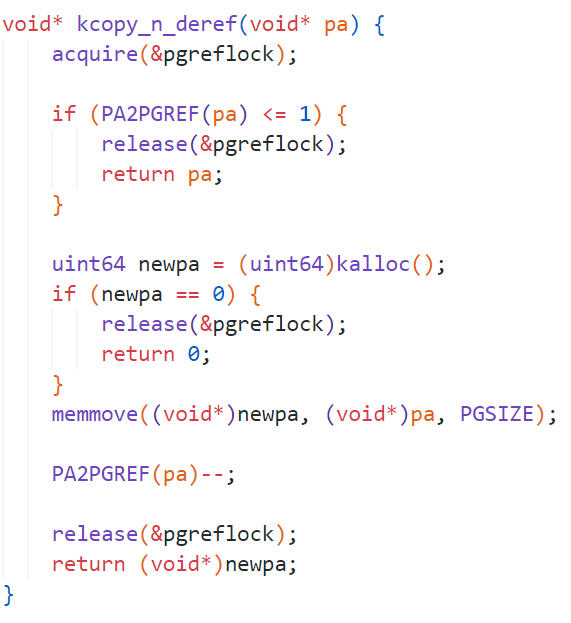 void* kcopy_n_deref(void* pa) {
    acquire(&pgreflock);

    if (PA2PGREF(pa) <= 1) {
        release(&pgreflock);
        return pa;
    }

    uint64 newpa = (uint64)kalloc();
    if (newpa == 0) {
        release(&pgreflock);
        return 0;
    }
    memmove((void*)newpa, (void*)pa, PGSIZE);

    PA2PGREF(pa)--;

    release(&pgreflock);
    return (void*)newpa;
}